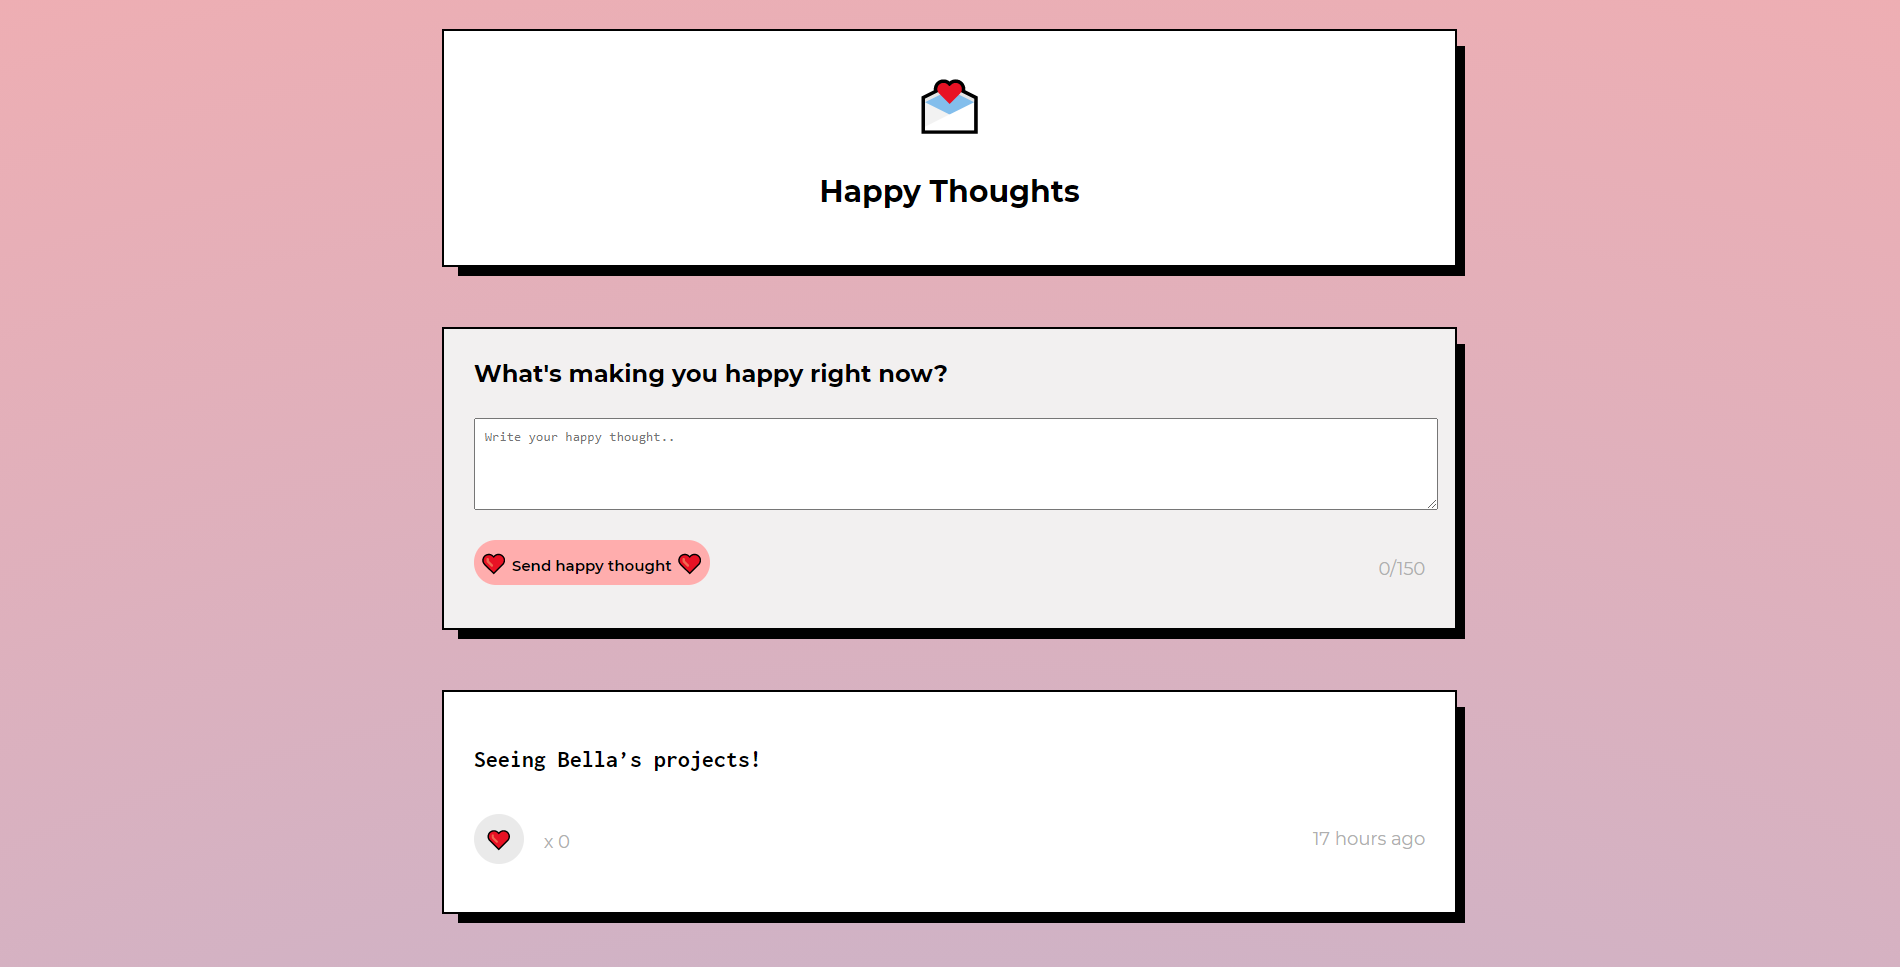 Happy Thoughts
What's making you happy right now?
Write your happy thought..
Send happy thought
0/150
Seeing Bella’s projects!
x 0
17 hours ago